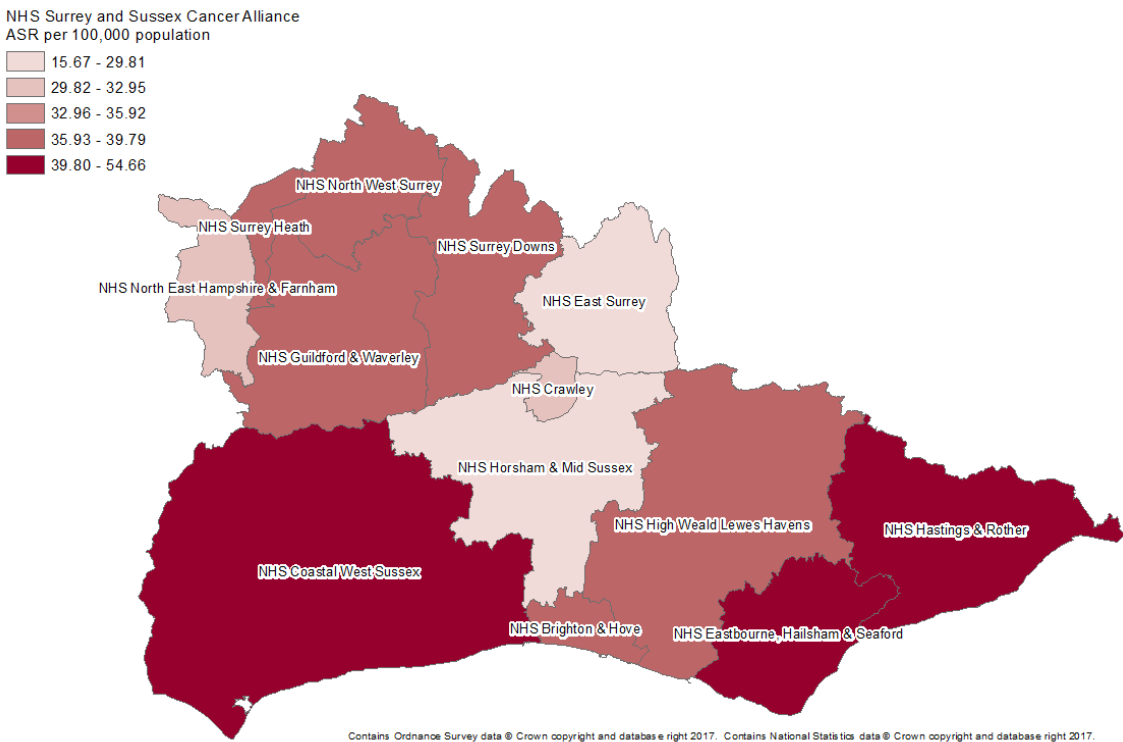 NHS Surrey and Sussex Cancer Alliance
ASR per 100,000 population
15.67 - 29.81
29.82 - 32.95
32.96 - 35.92
35.93 - 39.79
39.80 - 54.66
NHS North West Surrey
NHS Surrey Heath
NHS Surrey Downs
NHS North East Hampshire & Farnham
NHS East Surrey
NHS Guildford & Waverley
NHS Crawley
NHS Horsham & Mid Sussex
NHS High Weald Lewes Havens
NHS Hastings & Rother
NHS Coastal West Sussex
NHS Brighton & Hove
NHS Eastbourne, Hailsham & Seaford
Contains Ordnance Survey data © Crown copyright and database right 2017. Contains National Statistics data © Crown copyright and database right 2017.